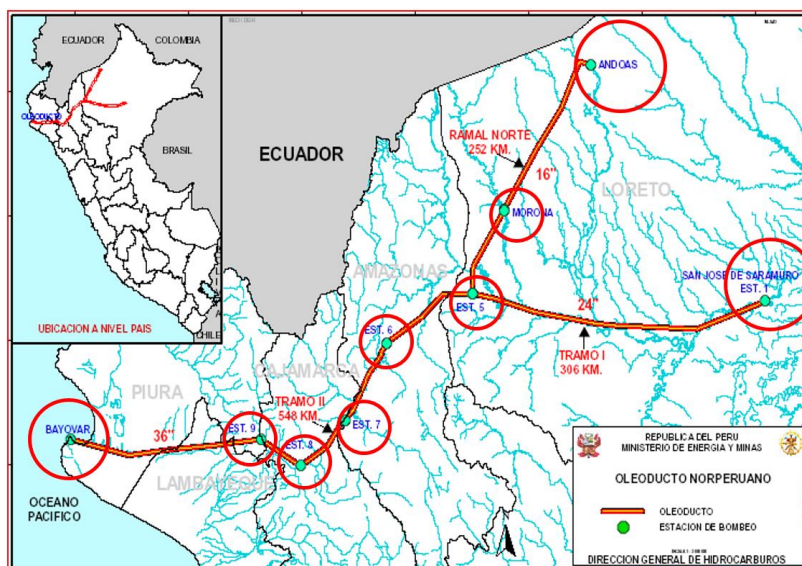 ECUADOR
COLOMBIA
OLEODUCTO
BRASIL
UBICACION A NIVEL PAIS
CHILE
ECUADOR
ANDOAS
RAMAL NORTE
252 KM.
16"
LORETO
MORONA
AMAZONAS
SAN JOSE DE SARAMURO
EST. 1
EST. 5
24"
TRAMO I
306 KM.
EST. 6
CAJAMARCA
PIURA
TRAMO II
548 KM.
EST. 7
BAYOVAR
36"
EST. 9
EST. 8
LAMBAYEQUE
OCEANO
PACIFICO
REPUBLICA DEL PERU
MINISTERIO DE ENERGIA Y MINAS
OLEODUCTO NORPERUANO
OLEODUCTO
ESTACION DE BOMBEO
DIRECCION GENERAL DE HIDROCARBUROS